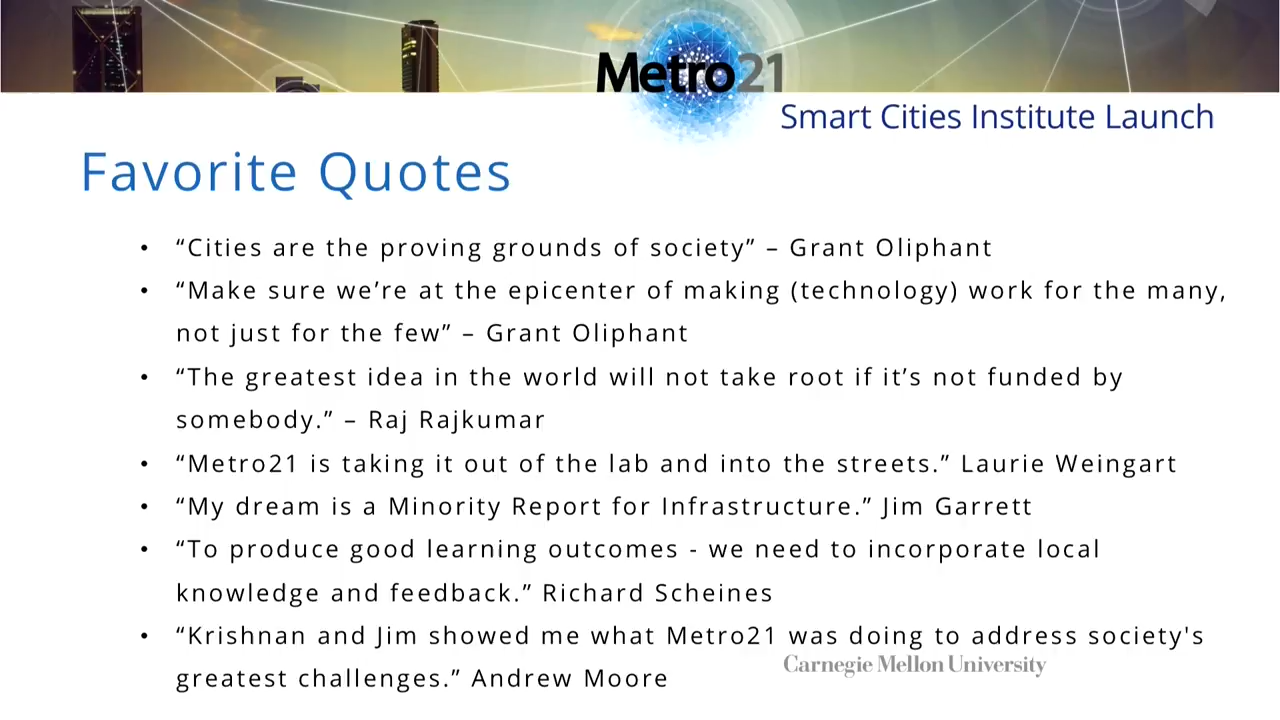 Metro21
Smart Cities Institute Launch
Favorite Quotes
• “Cities are the proving grounds of society” – Grant Oliphant
• “Make sure we’re at the epicenter of making (technology) work for the many,
not just for the few” – Grant Oliphant
• “The greatest idea in the world will not take root if it’s not funded by
somebody.” – Raj Rajkumar
• “Metro21 is taking it out of the lab and into the streets.” Laurie Weingart
• “My dream is a Minority Report for Infrastructure.” Jim Garrett
• “To produce good learning outcomes - we need to incorporate local
knowledge and feedback.” Richard Scheines
• “Krishnan and Jim showed me what Metro21 was doing to address society's
greatest challenges.” Andrew Moore
Carnegie Mellon University